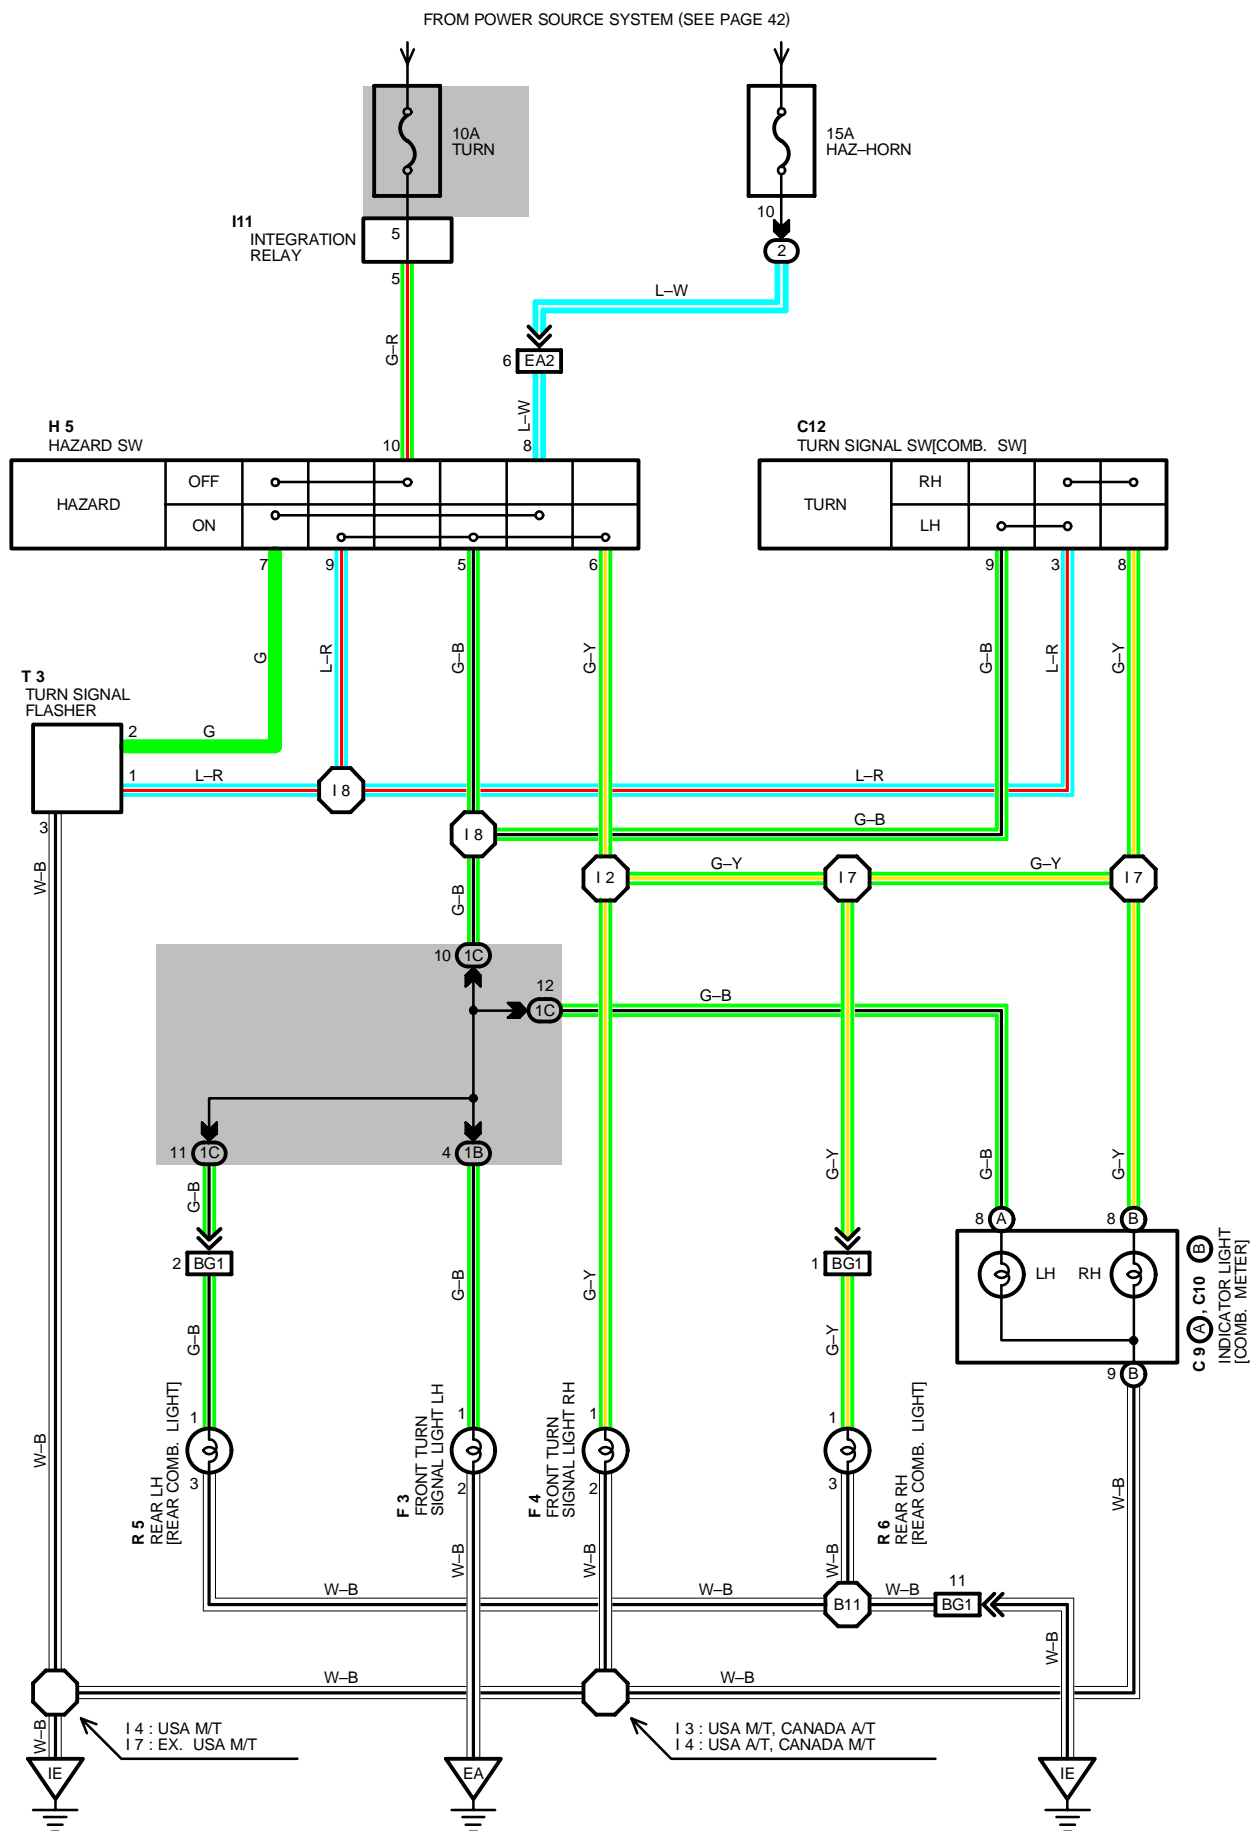 FROM POWER SOURCE SYSTEM (SEE PAGE 42)
10A
TURN
15A
HAZ–HORN
10
2
I11
INTEGRATION
RELAY
5
5
L–W
G–R
6 EA2
L–W
H 5
HAZARD SW
10
8
C12
TURN SIGNAL SW[COMB. SW]
HAZARD
OFF
ON
TURN
RH
LH
7
9
5
6
9
3
8
G
L–R
G–B
G–Y
G–B
L–R
G–Y
T 3
TURN SIGNAL
FLASHER
2
G
1
L–R
I 8
L–R
3
I 8
G–B
W–B
G–B
I 2
G–Y
I 7
G–Y
I 7
10 1C
12
1C
G–B
11 1C
4 1B
G–B
G–Y
G–B
G–Y
8 A
8 B
2 BG1
G–B
G–Y
1 BG1
LH
RH
G–B
G–Y
C 9 A , C10 B
INDICATOR LIGHT
[COMB. METER]
9 B
1
1
1
1
W–B
3
2
2
3
R 5
REAR LH
[REAR COMB. LIGHT]
F 3
FRONT TURN
SIGNAL LIGHT LH
F 4
FRONT TURN
SIGNAL LIGHT RH
R 6
REAR RH
[REAR COMB. LIGHT]
W–B
W–B
W–B
W–B
W–B
W–B
B11
W–B
11
BG1
W–B
W–B
W–B
W–B
I 4 : USA M/T
I 7 : EX. USA M/T
I 3 : USA M/T, CANADA A/T
I 4 : USA A/T, CANADA M/T
IE
EA
IE